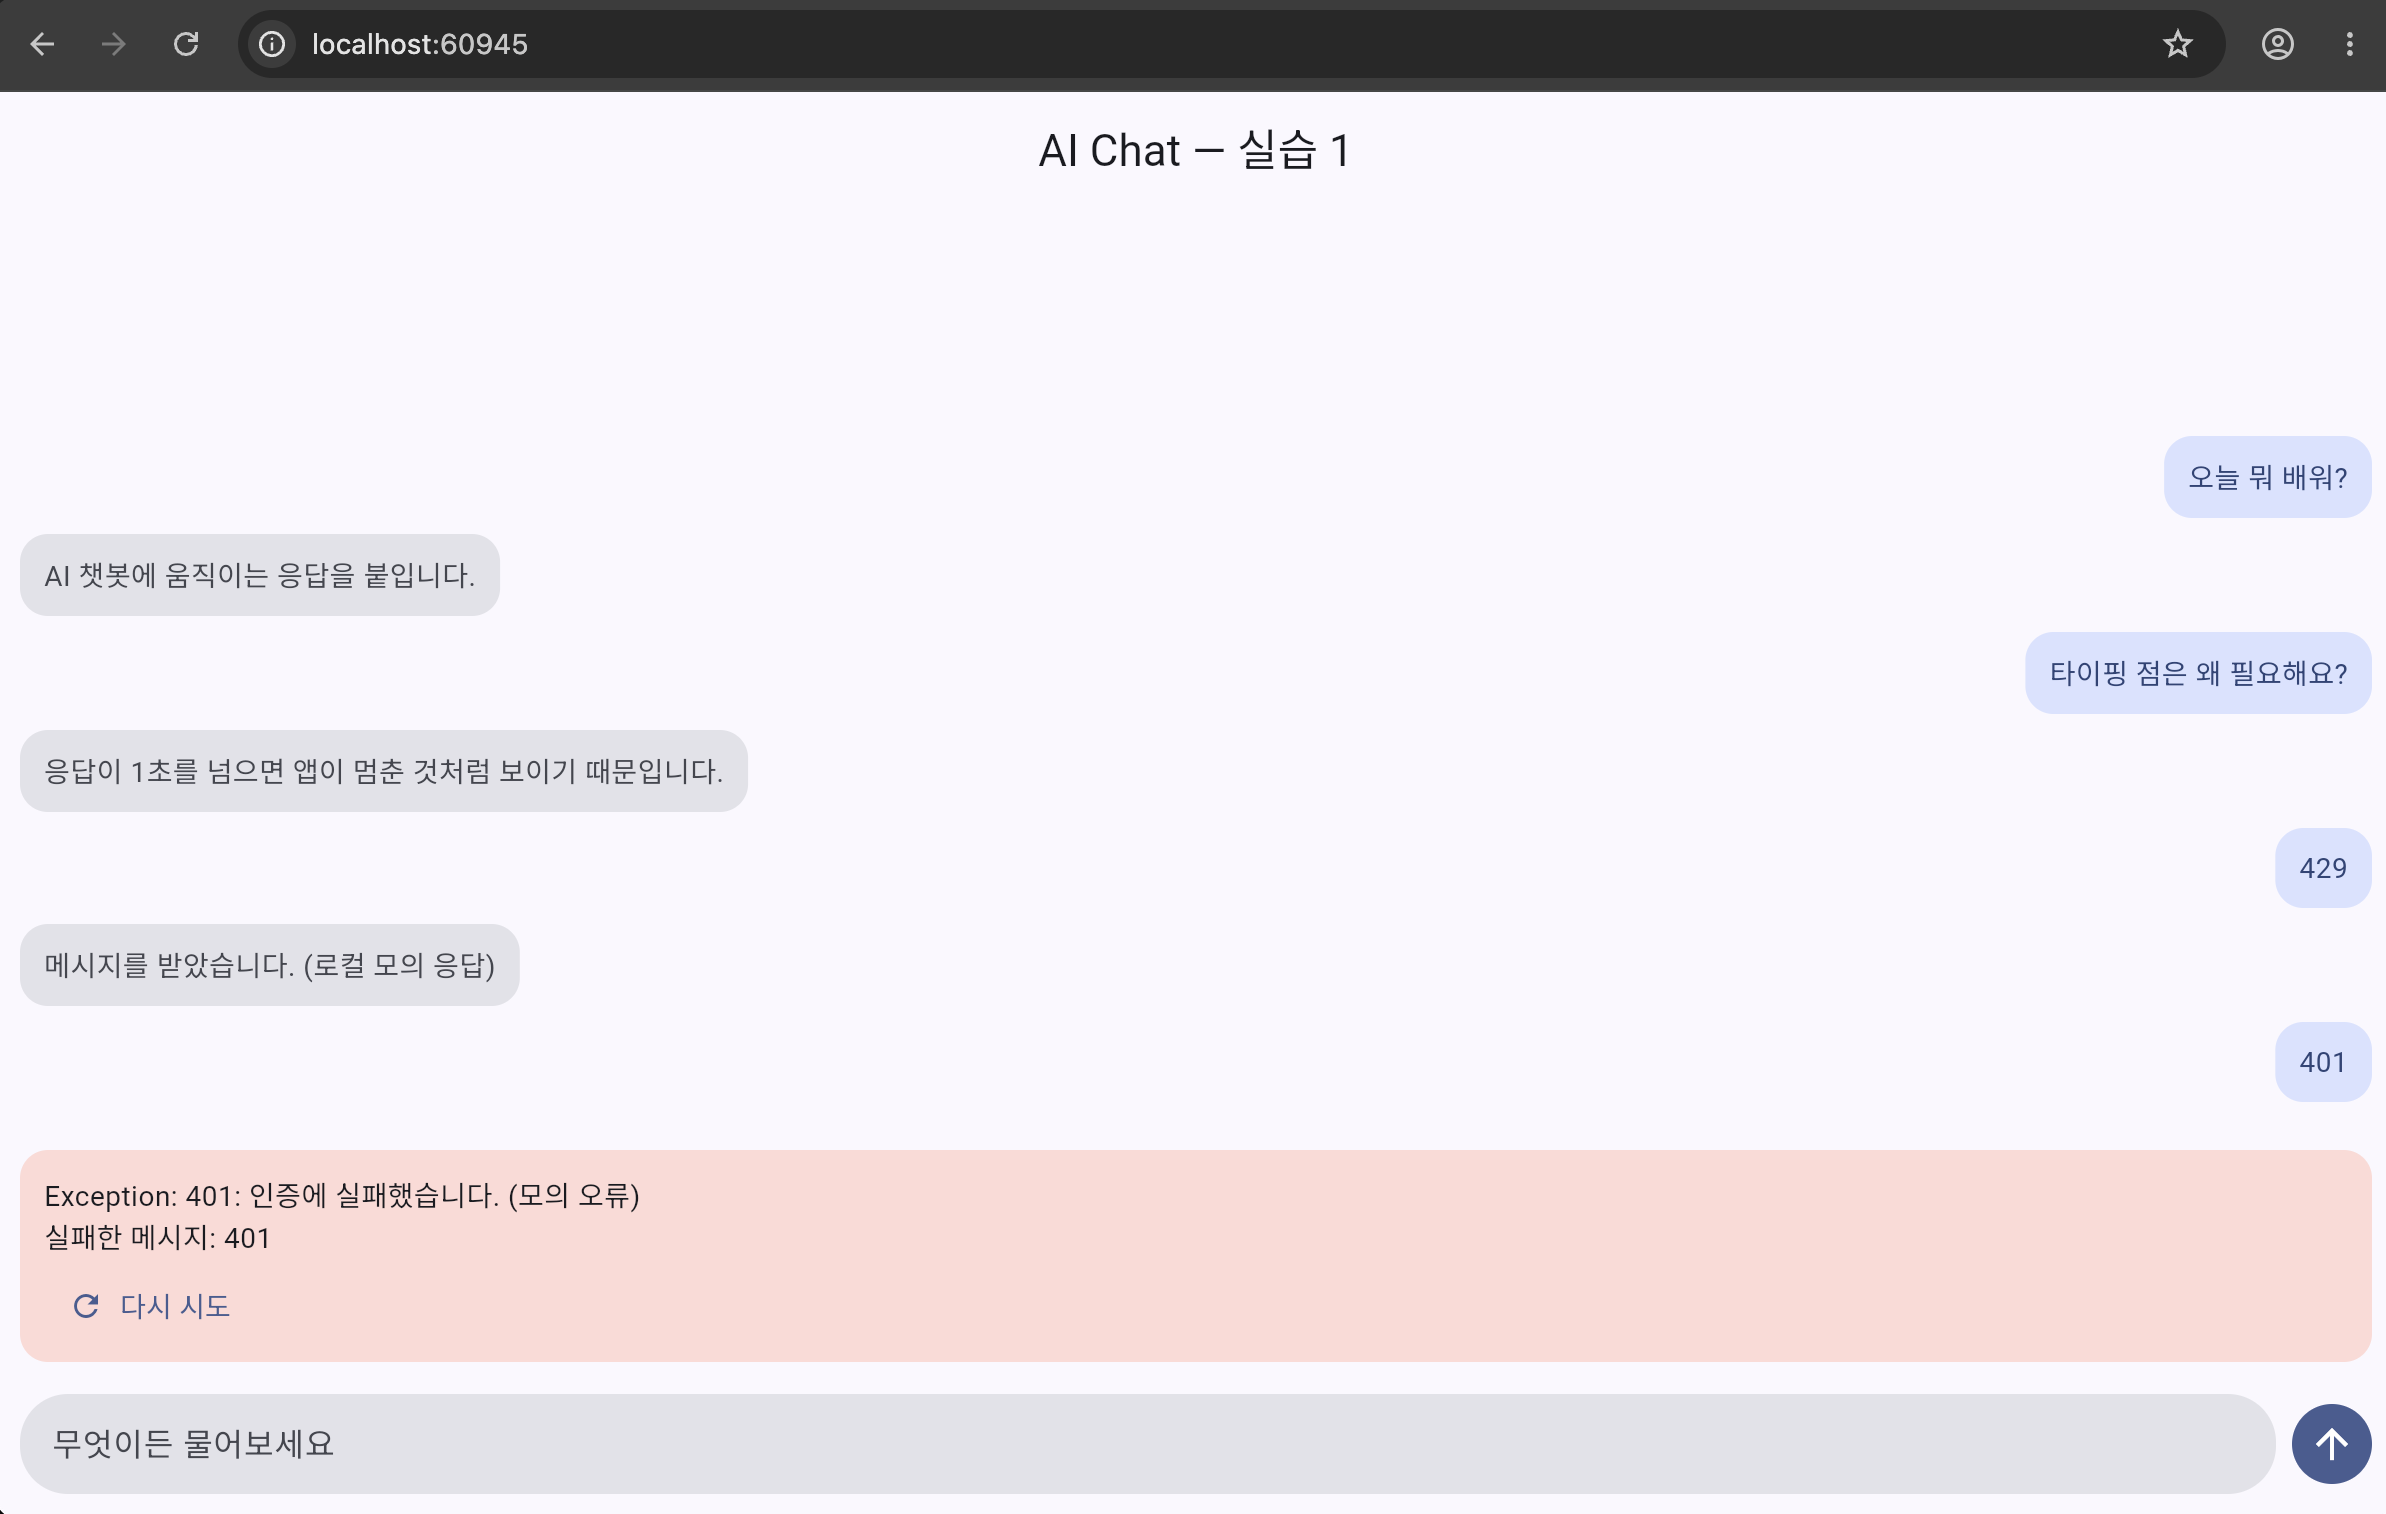 localhost:60945
AI Chat — 실습 1
오늘 뭐 배워?
AI 챗봇에 움직이는 응답을 붙입니다.
타이핑 점은 왜 필요해요?
응답이 1초를 넘으면 앱이 멈춘 것처럼 보이기 때문입니다.
429
메시지를 받았습니다. (로컬 모의 응답)
401
Exception: 401: 인증에 실패했습니다. (모의 오류)
실패한 메시지: 401
다시 시도
무엇이든 물어보세요